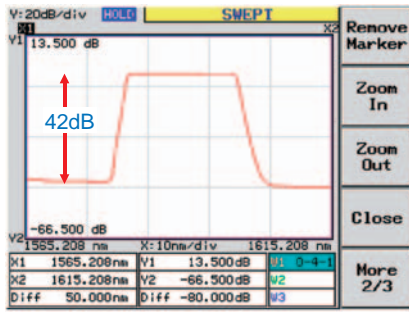 Y:20dB/div HOLD SWEPT
X1 X2
Y1 13.500 dB
42dB
-66.500 dB
Y2
1565.208 nm X:10nm/div 1615.208 nm
X1 1565.208nm Y1 13.500dB W1 0-4-1
X2 1615.208nm Y2 -66.500dB W2
Diff 50.000nm Diff -80.000dB W3
Remove
Marker
Zoom
In
Zoom
Out
Close
More
2/3